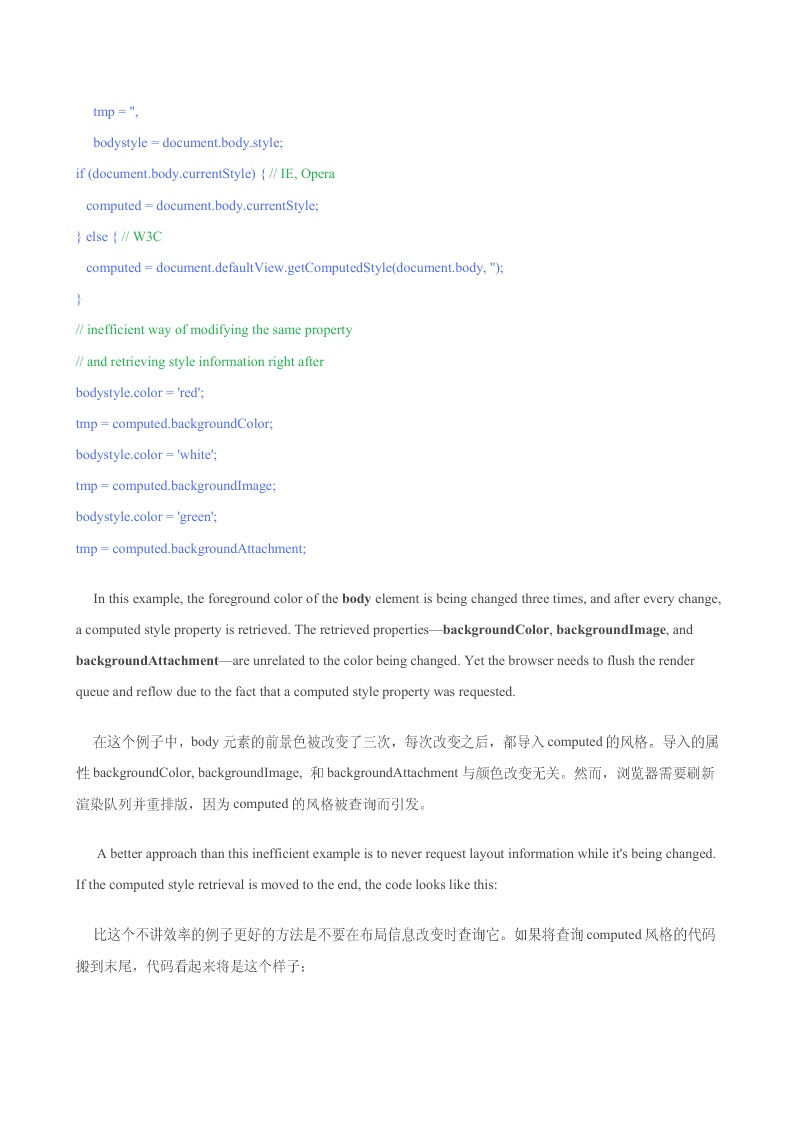 tmp = '',
bodystyle = document.body.style;
if (document.body.currentStyle) { // IE, Opera
computed = document.body.currentStyle;
} else { // W3C
computed = document.defaultView.getComputedStyle(document.body, '');
}
// inefficient way of modifying the same property
// and retrieving style information right after
bodystyle.color = 'red';
tmp = computed.backgroundColor;
bodystyle.color = 'white';
tmp = computed.backgroundImage;
bodystyle.color = 'green';
tmp = computed.backgroundAttachment;
In this example, the foreground color of the body element is being changed three times, and after every change,
a computed style property is retrieved. The retrieved properties—backgroundColor, backgroundImage, and
backgroundAttachment—are unrelated to the color being changed. Yet the browser needs to flush the render
queue and reflow due to the fact that a computed style property was requested.
在这个例子中，body 元素的前景色被改变了三次，每次改变之后，都导入 computed 的风格。导入的属
性 backgroundColor, backgroundImage, 和 backgroundAttachment 与颜色改变无关。然而，浏览器需要刷新
渲染队列并重排版，因为 computed 的风格被查询而引发。
A better approach than this inefficient example is to never request layout information while it's being changed.
If the computed style retrieval is moved to the end, the code looks like this:
比这个不讲效率的例子更好的方法是不要在布局信息改变时查询它。如果将查询 computed 风格的代码
搬到末尾，代码看起来将是这个样子：